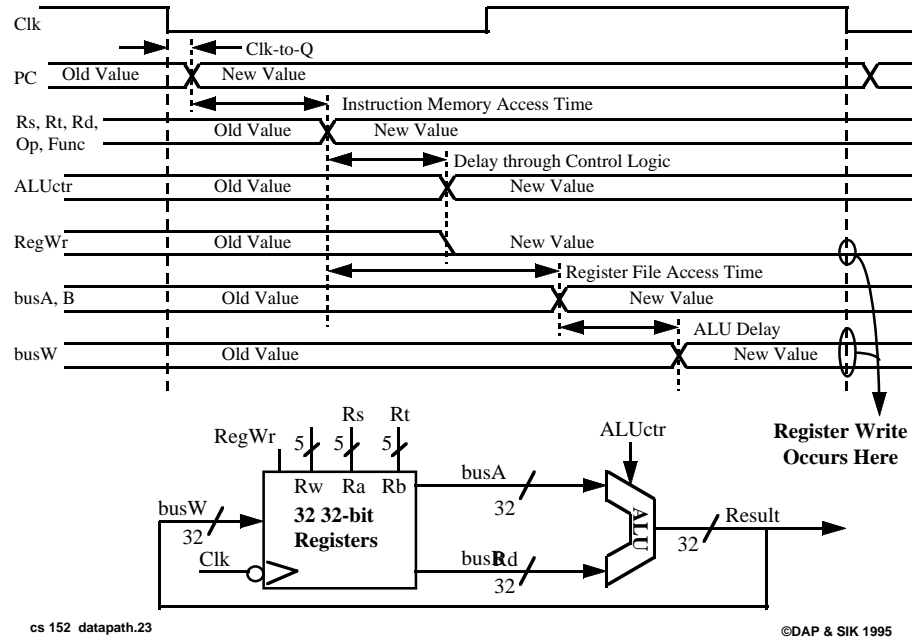 Clk
Clk-to-Q
PC Old Value New Value
Instruction Memory Access Time
Rs, Rt, Rd,
Op, Func
Old Value New Value
Delay through Control Logic
ALUctr Old Value New Value
RegWr Old Value New Value
Register File Access Time
busA, B Old Value New Value
ALU Delay
busW Old Value New Value
Register Write
Occurs Here
Rs Rt
RegWr 5 5 5
ALUctr
Rw Ra Rb
busA
32
busW
32
32 32-bit
Registers
Clk
busB
Rd
32
ALU
Result
32
cs 152 datapath.23
©DAP & SIK 1995